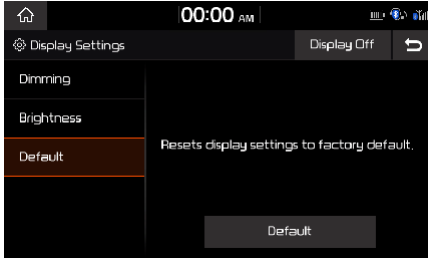 00:00 AM
Display Settings
Display Off
Dimming
Brightness
Default
Resets display settings to factory default.
Default